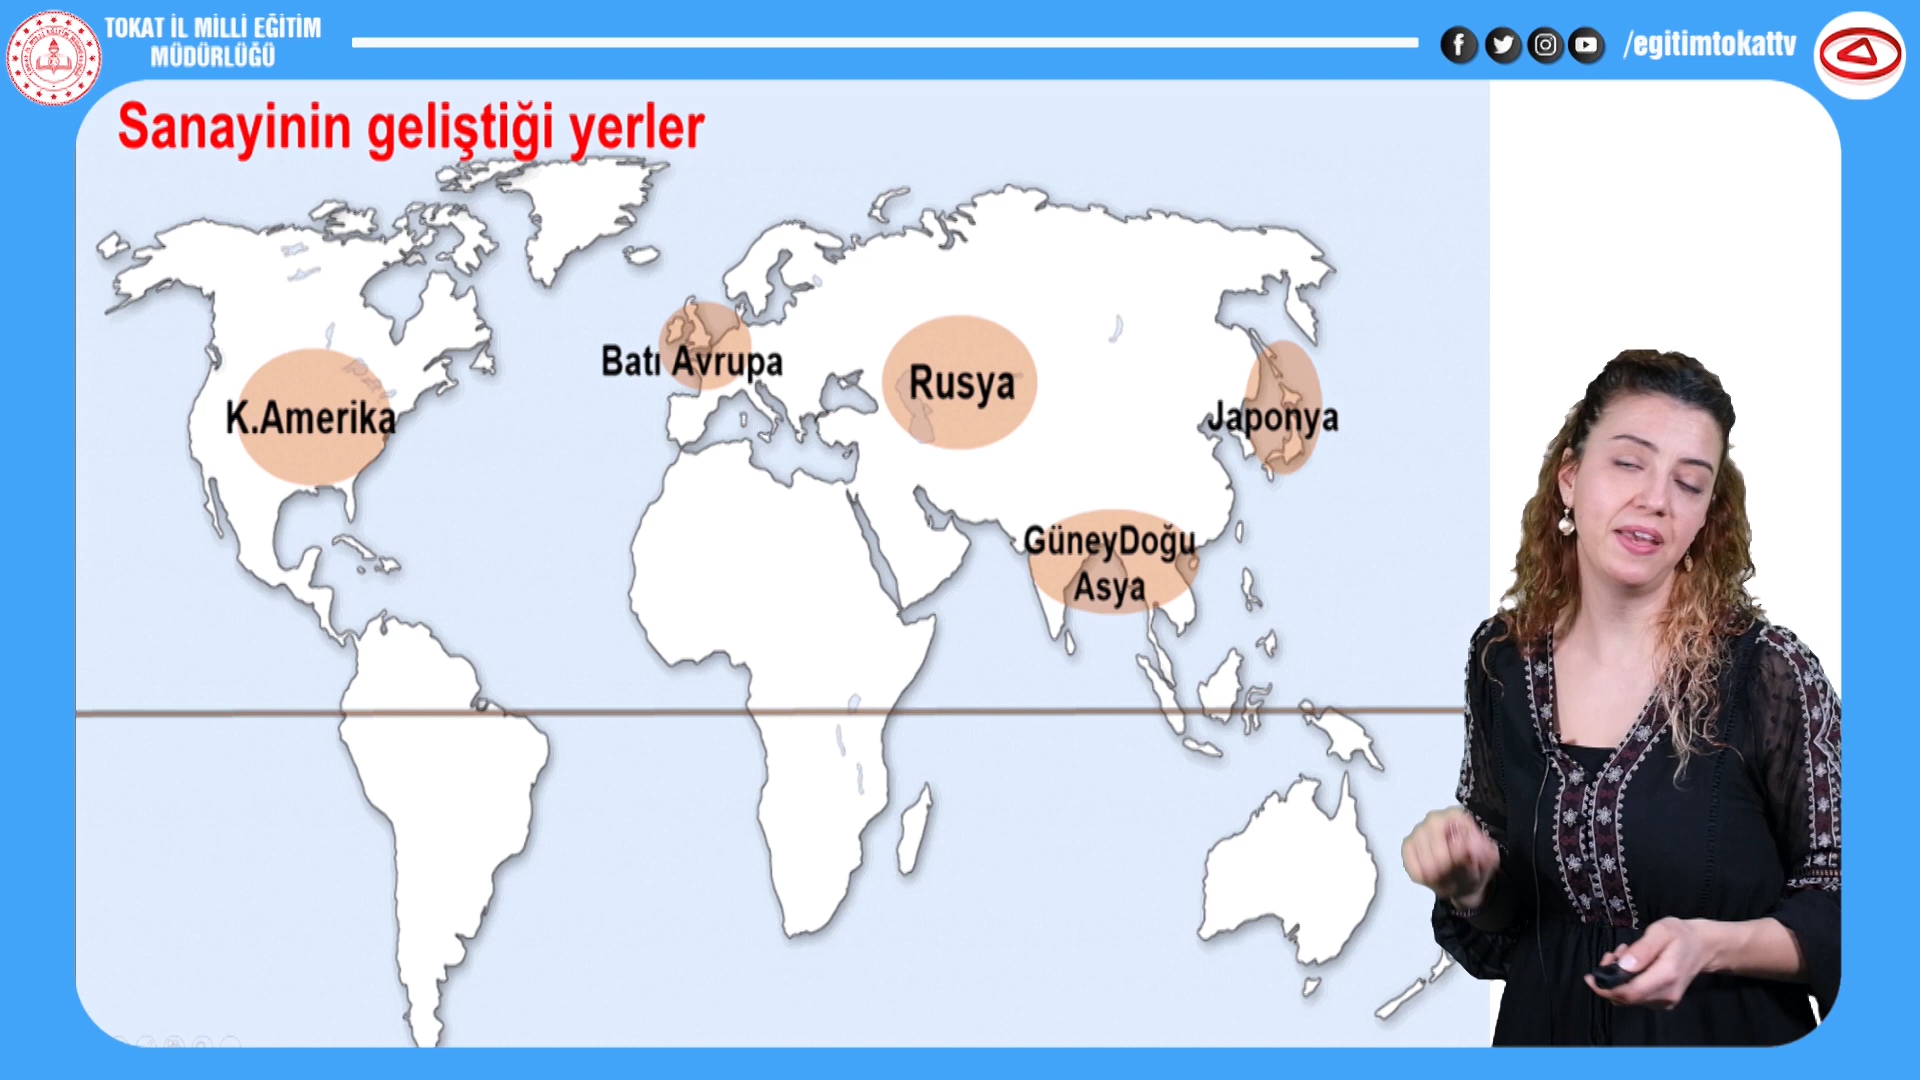 TOKAT İL MİLLİ EĞİTİM
MÜDÜRLÜĞÜ
/egitimtokattv
Sanayinin geliştiği yerler
Batı Avrupa
Rusya
K.Amerika
Japonya
GüneyDoğu
Asya